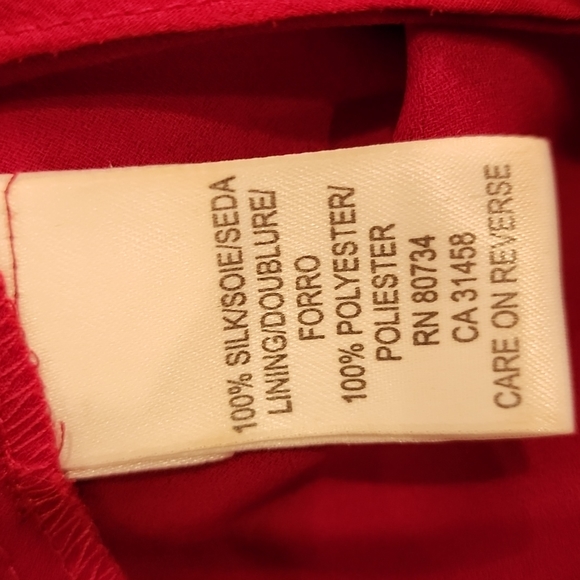 100% SILK/SOIE/SEDA
LINING/DOUBLURE/
FORRO
100% POLYESTER/
POLIESTER
RN 80734
CA 31458
CARE ON REVERSE